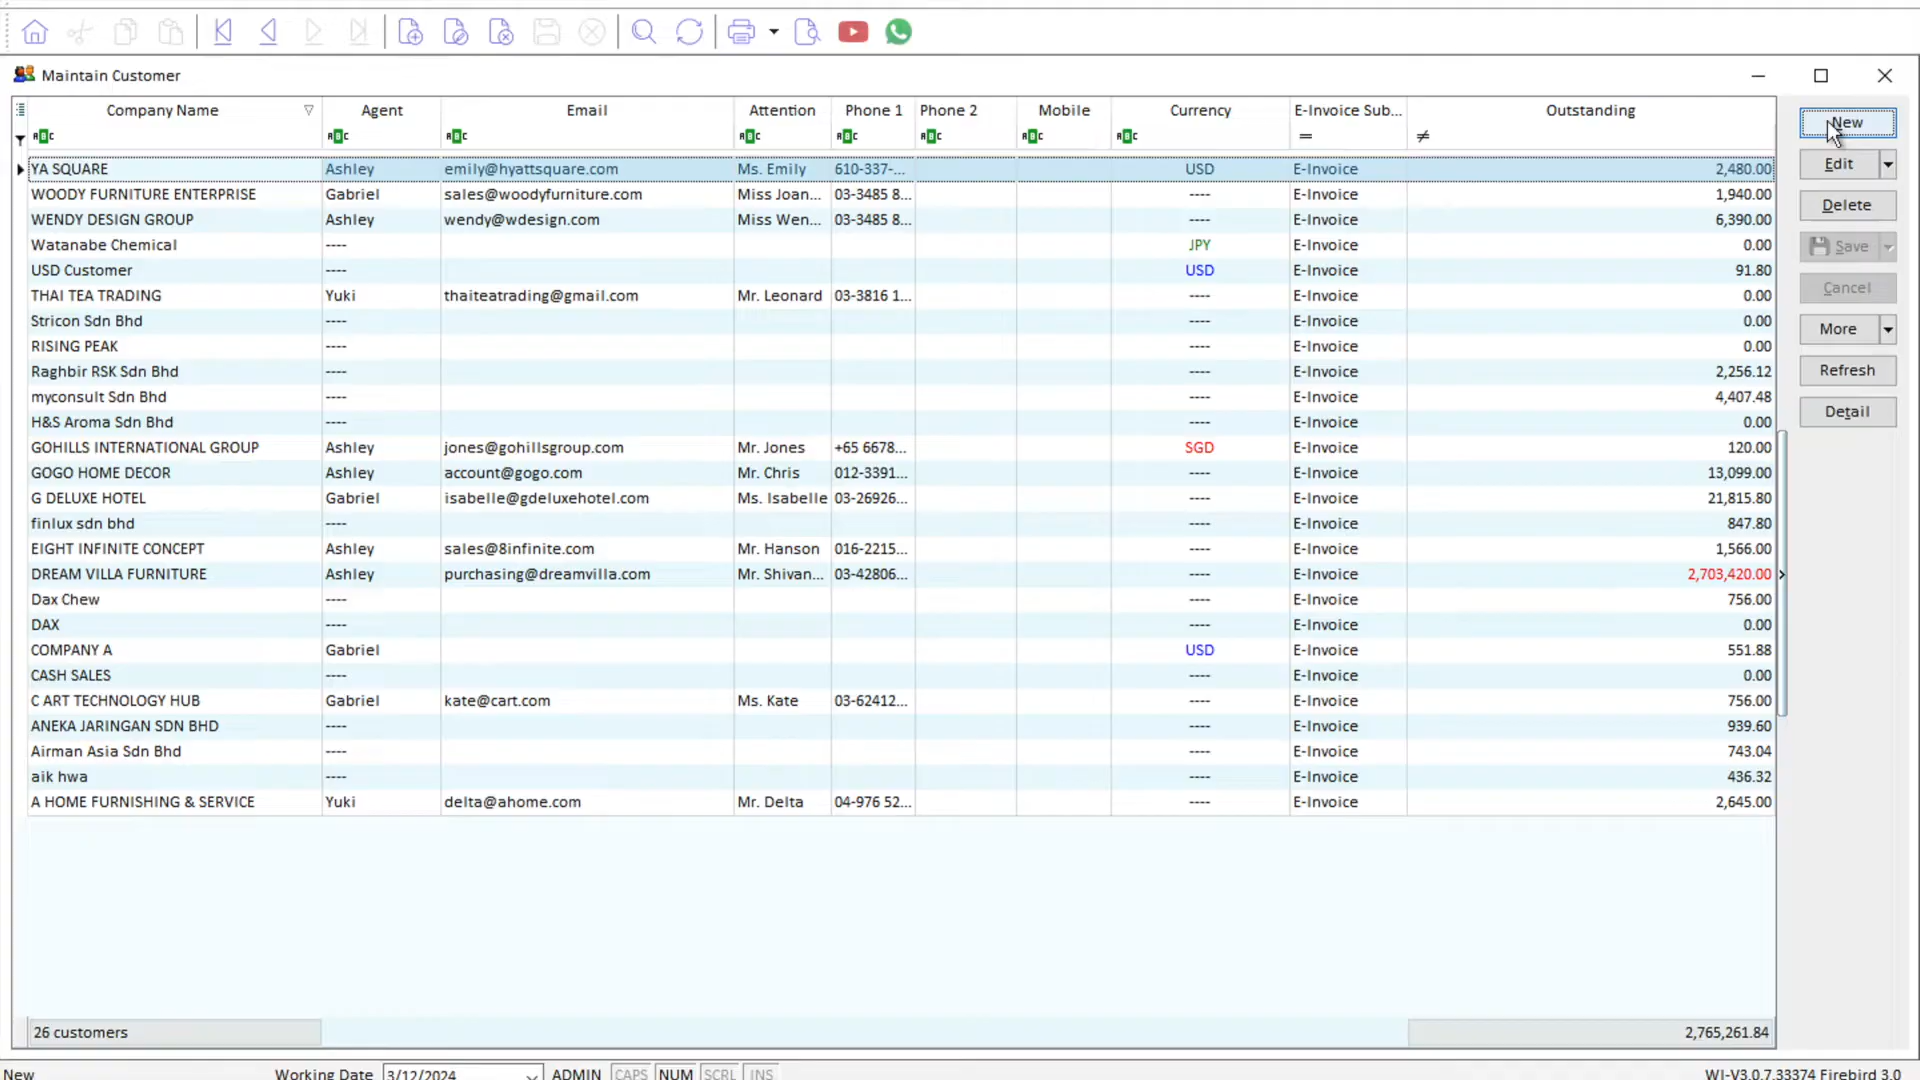 Maintain Customer
Company Name Agent Email Attention Phone 1 Phone 2 Mobile Currency E-Invoice Sub... Outstanding
YA SQUARE Ashley emily@hyattsquare.com Ms. Emily 610-337-... USD E-Invoice 2,480.00
WOODY FURNITURE ENTERPRISE Gabriel sales@woodyfurniture.com Miss Joan... 03-3485 8... ---- E-Invoice 1,940.00
WENDY DESIGN GROUP Ashley wendy@wdesign.com Miss Wen... 03-3485 8... ---- E-Invoice 6,390.00
Watanabe Chemical ---- JPY E-Invoice 0.00
USD Customer ---- USD E-Invoice 91.80
THAI TEA TRADING Yuki thaiteatrading@gmail.com Mr. Leonard 03-3816 1... ---- E-Invoice 0.00
Stricon Sdn Bhd ---- ---- E-Invoice 0.00
RISING PEAK ---- ---- E-Invoice 0.00
Raghbir RSK Sdn Bhd ---- ---- E-Invoice 2,256.12
myconsult Sdn Bhd ---- ---- E-Invoice 4,407.48
H&S Aroma Sdn Bhd ---- ---- E-Invoice 0.00
GOHILLS INTERNATIONAL GROUP Ashley jones@gohillsgroup.com Mr. Jones +65 6678... SGD E-Invoice 120.00
GOGO HOME DECOR Ashley account@gogo.com Mr. Chris 012-3391... ---- E-Invoice 13,099.00
G DELUXE HOTEL Gabriel isabelle@gdeluxehotel.com Ms. Isabelle 03-26926... ---- E-Invoice 21,815.80
finlux sdn bhd ---- ---- E-Invoice 847.80
EIGHT INFINITE CONCEPT Ashley sales@8infinite.com Mr. Hanson 016-2215... ---- E-Invoice 1,566.00
DREAM VILLA FURNITURE Ashley purchasing@dreamvilla.com Mr. Shivan... 03-42806... ---- E-Invoice 2,703,420.00
Dax Chew ---- ---- E-Invoice 756.00
DAX ---- ---- E-Invoice 0.00
COMPANY A Gabriel USD E-Invoice 551.88
CASH SALES ---- ---- E-Invoice 0.00
C ART TECHNOLOGY HUB Gabriel kate@cart.com Ms. Kate 03-62412... ---- E-Invoice 756.00
ANEKA JARINGAN SDN BHD ---- ---- E-Invoice 939.60
Airman Asia Sdn Bhd ---- ---- E-Invoice 743.04
aik hwa ---- ---- E-Invoice 436.32
A HOME FURNISHING & SERVICE Yuki delta@ahome.com Mr. Delta 04-976 52... ---- E-Invoice 2,645.00
26 customers 2,765,261.84
New
Edit
Delete
Save
Cancel
More
Refresh
Detail
New Working Date 3/12/2024 ADMIN CAPS NUM SCRL INS WI-V3.0.7.33374 Firebird 3.0